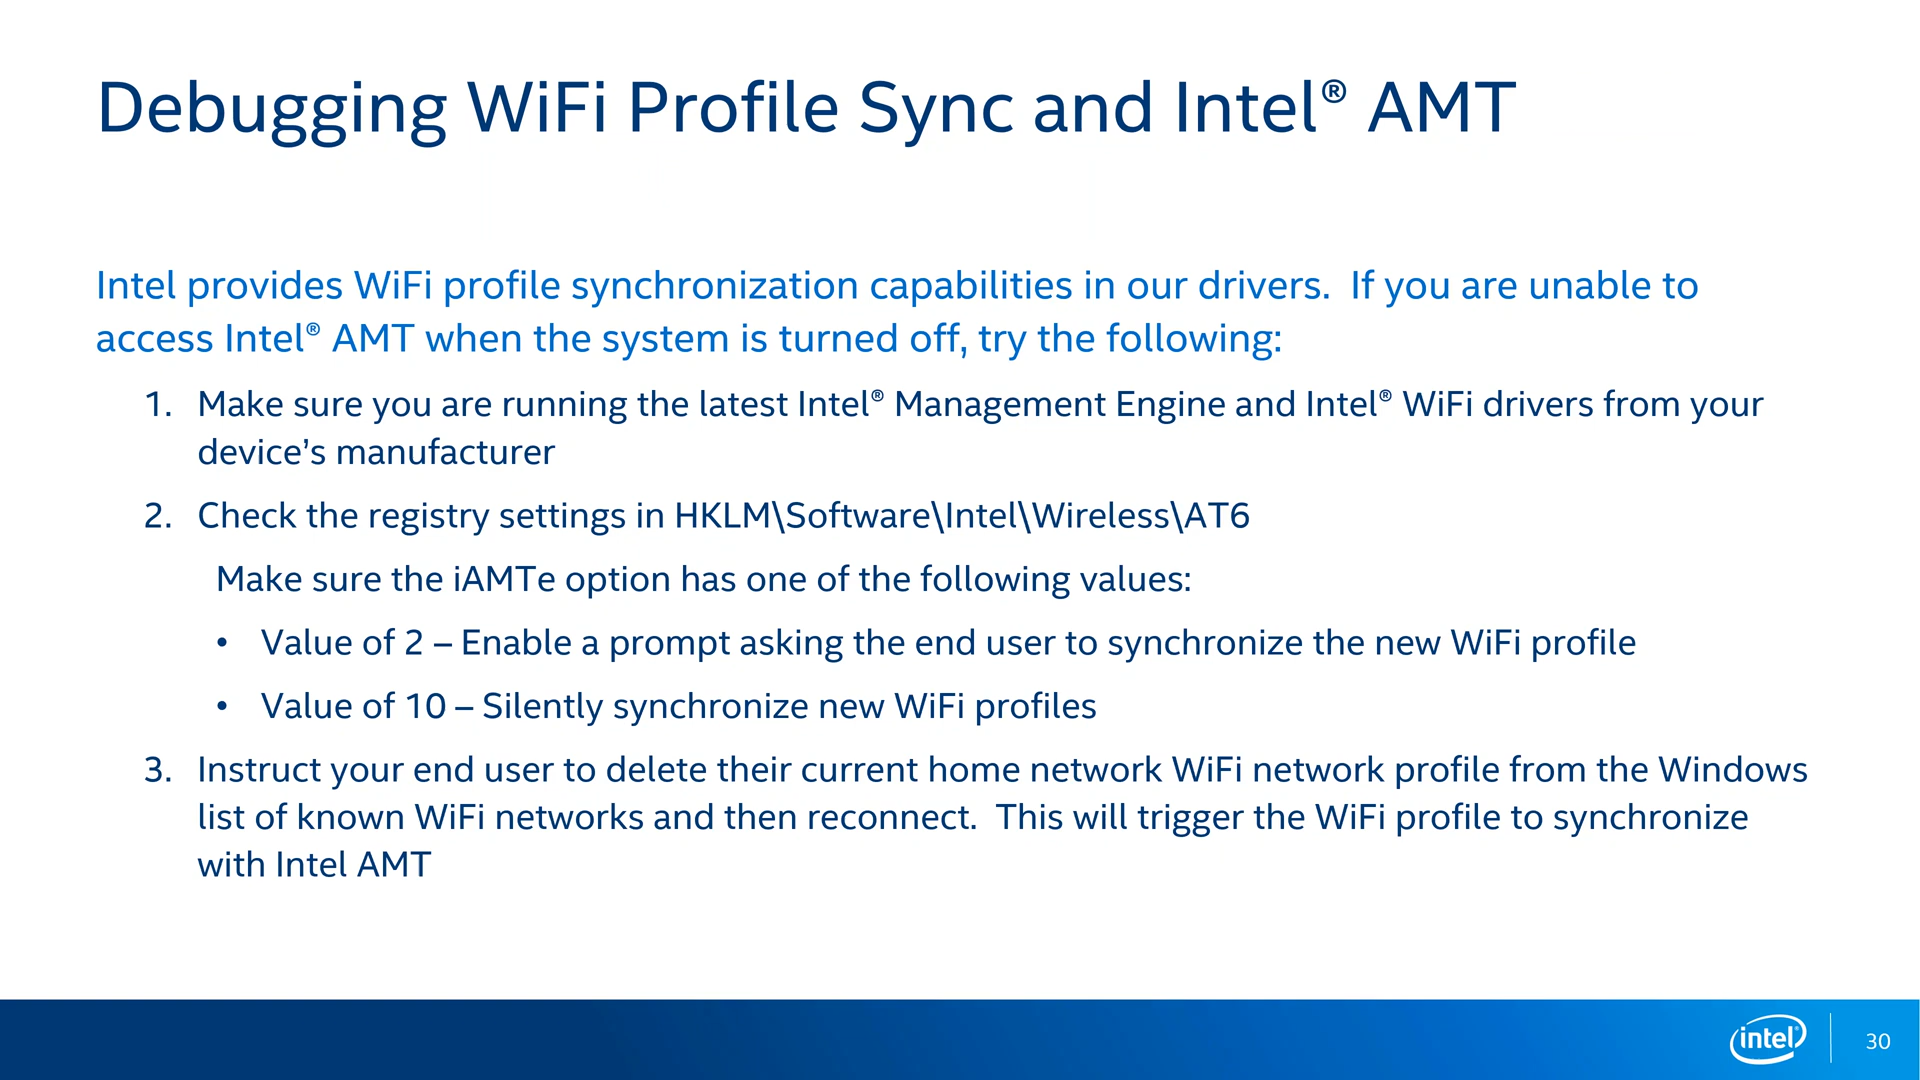 Debugging WiFi Profile Sync and Intel® AMT
Intel provides WiFi profile synchronization capabilities in our drivers.  If you are unable to
access Intel® AMT when the system is turned off, try the following:
1. Make sure you are running the latest Intel® Management Engine and Intel® WiFi drivers from your
device’s manufacturer
2. Check the registry settings in HKLM\Software\Intel\Wireless\AT6
Make sure the iAMTe option has one of the following values:
• Value of 2 – Enable a prompt asking the end user to synchronize the new WiFi profile
• Value of 10 – Silently synchronize new WiFi profiles
3. Instruct your end user to delete their current home network WiFi network profile from the Windows
list of known WiFi networks and then reconnect.  This will trigger the WiFi profile to synchronize
with Intel AMT
intel®
30